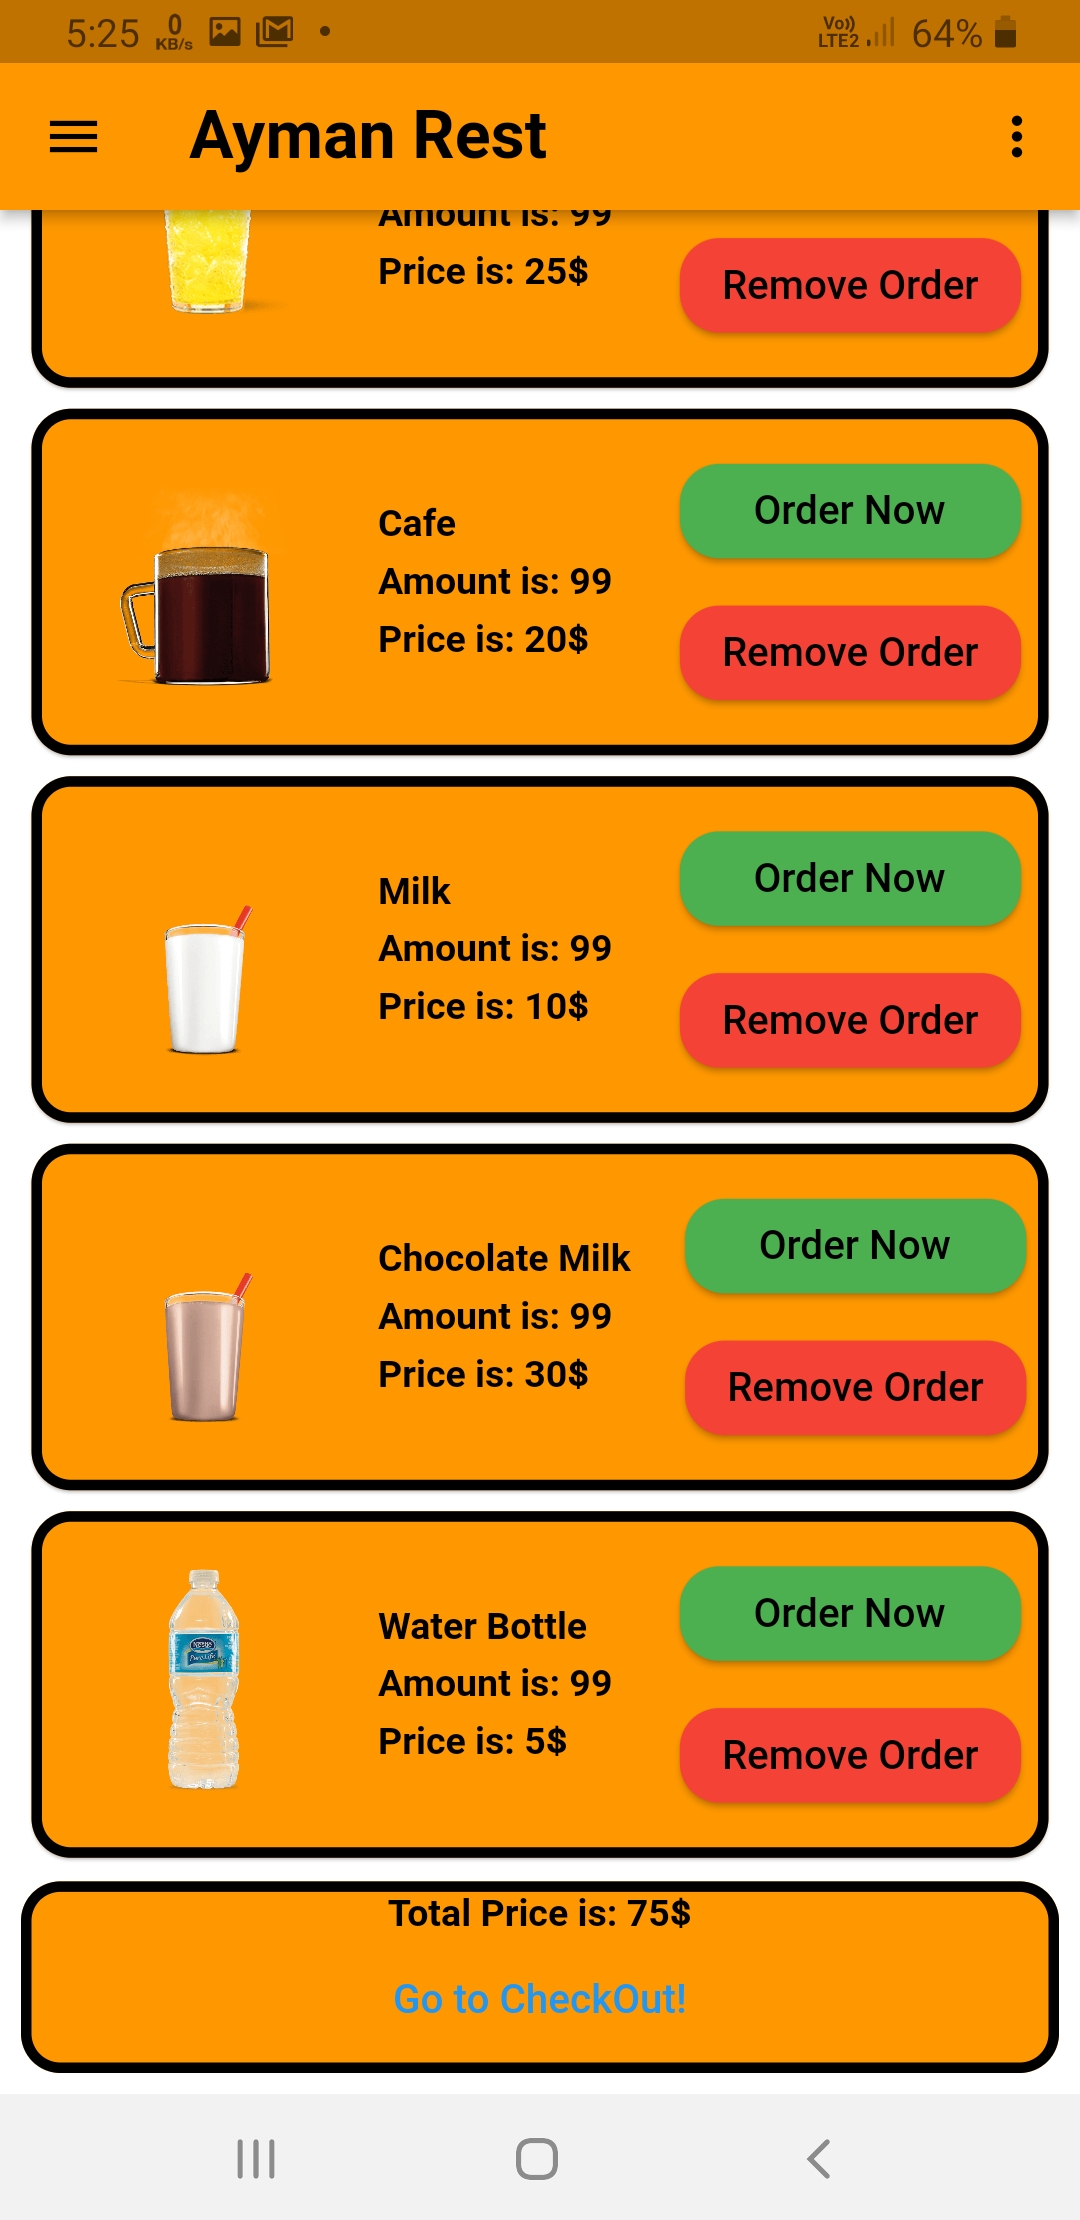 5:25 0 KB/s Vo)) LTE2 64%
Ayman Rest
Amount is: 99
Price is: 25$
Remove Order
Cafe
Amount is: 99
Price is: 20$
Order Now
Remove Order
Milk
Amount is: 99
Price is: 10$
Order Now
Remove Order
Chocolate Milk
Amount is: 99
Price is: 30$
Order Now
Remove Order
Nestle
Pure Life
Water Bottle
Amount is: 99
Price is: 5$
Order Now
Remove Order
Total Price is: 75$
Go to CheckOut!